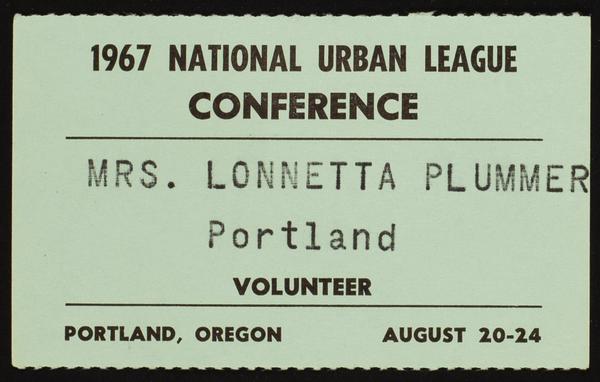 1967 NATIONAL URBAN LEAGUE
CONFERENCE
MRS. LONNETTA PLUMMER
Portland
VOLUNTEER
PORTLAND, OREGON AUGUST 20-24